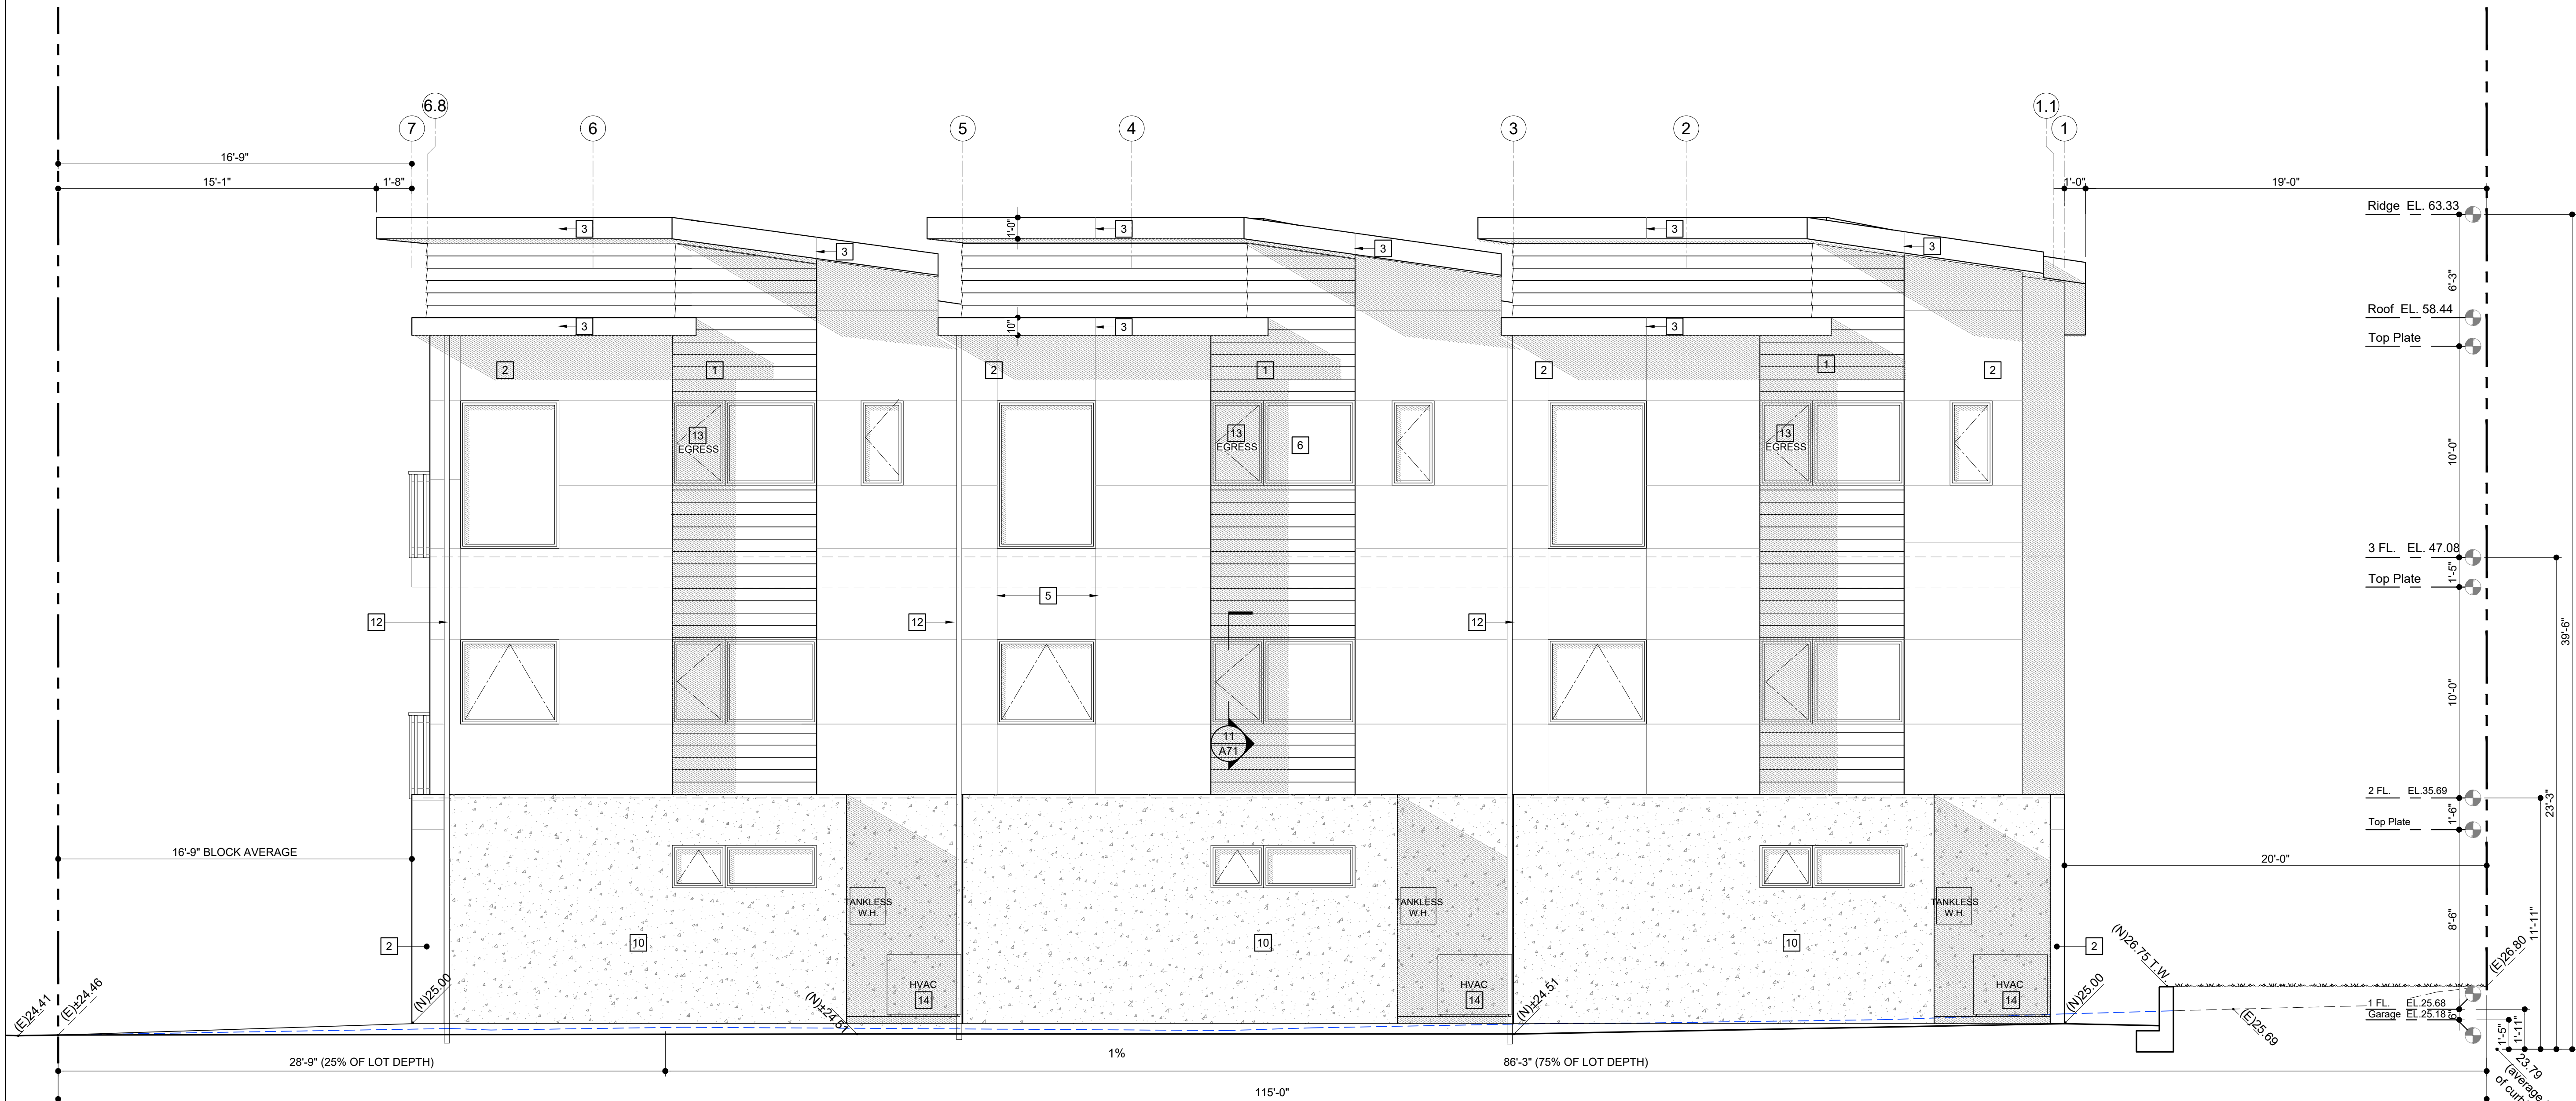 6.8
1.1
7
6
5
4
3
2
1
16'-9"
15'-1"
1'-8"
1'-0"
19'-0"
Ridge EL. 63.33
3
1'-0"
3
3
3
3
3
6'-3"
Roof EL. 58.44
3
10"
3
3
Top Plate
2
1
2
1
2
1
2
13
EGRESS
13
EGRESS
6
13
EGRESS
10'-0"
3 FL. EL. 47.08
1'-5"
Top Plate
5
12
12
12
39'-6"
10'-0"
11
A71
2 FL. EL.35.69
1'-6"
23'-3"
Top Plate
16'-9" BLOCK AVERAGE
20'-0"
TANKLESS
W.H.
TANKLESS
W.H.
TANKLESS
W.H.
8'-6"
11'-11"
2
10
10
10
2
(N)26.75 T.W.
(E)26.80
HVAC
14
HVAC
14
HVAC
14
(E)24.41
(E)±24.46
(N)25.00
(N)±24.51
(N)±24.51
(N)25.00
1 FL. EL.25.68
Garage EL.25.18
6"
(E)25.69
1'-5"
1'-11"
28'-9" (25% OF LOT DEPTH)
1%
86'-3" (75% OF LOT DEPTH)
23.79
(average
of curb
115'-0"